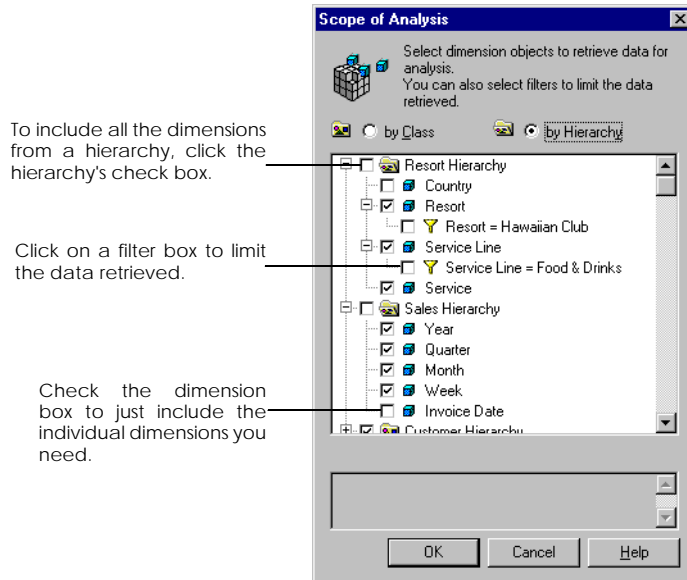 Scope of Analysis
Select dimension objects to retrieve data for
analysis.
You can also select filters to limit the data
retrieved.
by Class
by Hierarchy
To include all the dimensions
from a hierarchy, click the
hierarchy's check box.
Resort Hierarchy
Country
Resort
Resort = Hawaiian Club
Click on a filter box to limit
the data retrieved.
Service Line
Service Line = Food & Drinks
Service
Sales Hierarchy
Year
Quarter
Month
Week
Invoice Date
Check the dimension
box to just include the
individual dimensions you
need.
Customer Hierarchy
OK
Cancel
Help